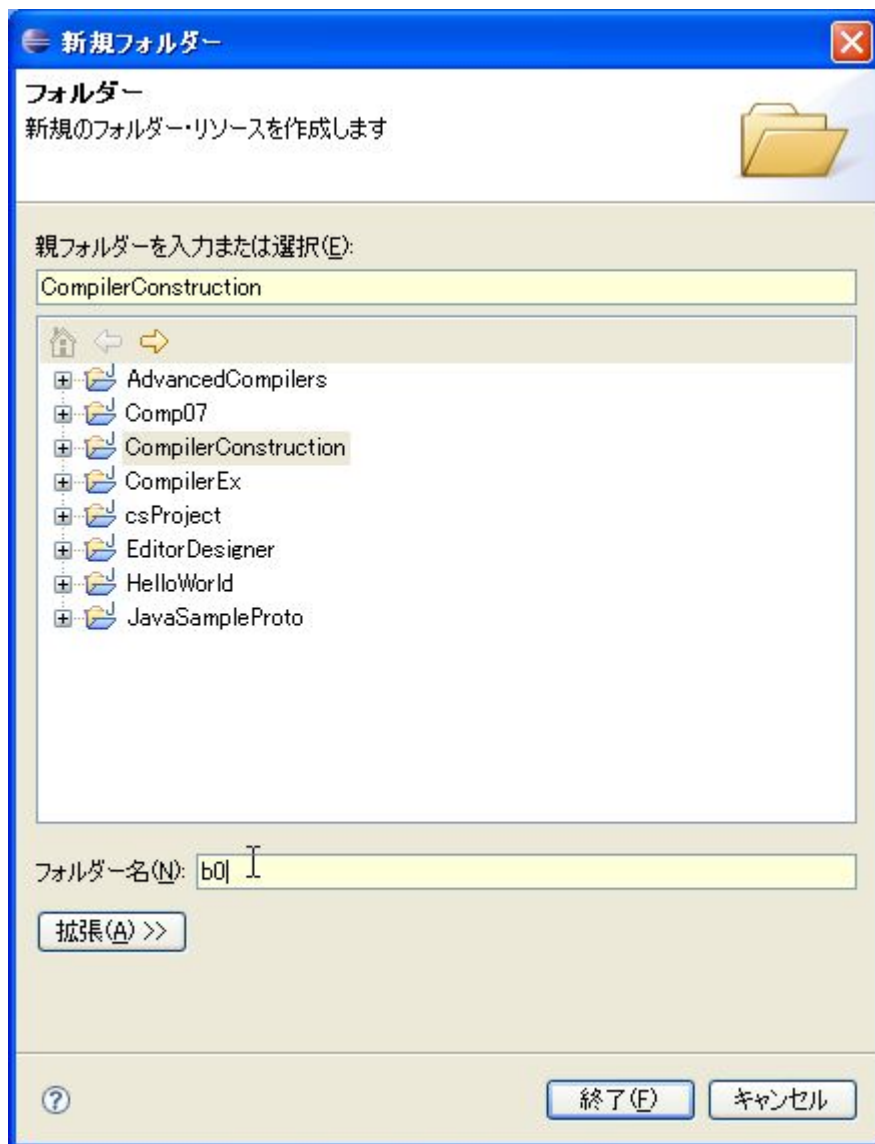 新規フォルダー
フォルダー
新規のフォルダー・リソースを作成します
親フォルダーを入力または選択(E):
CompilerConstruction
AdvancedCompilers
Comp07
CompilerConstruction
CompilerEx
csProject
EditorDesigner
HelloWorld
JavaSampleProto
フォルダー名(N): b0
拡張(A) >>
終了(F) キャンセル